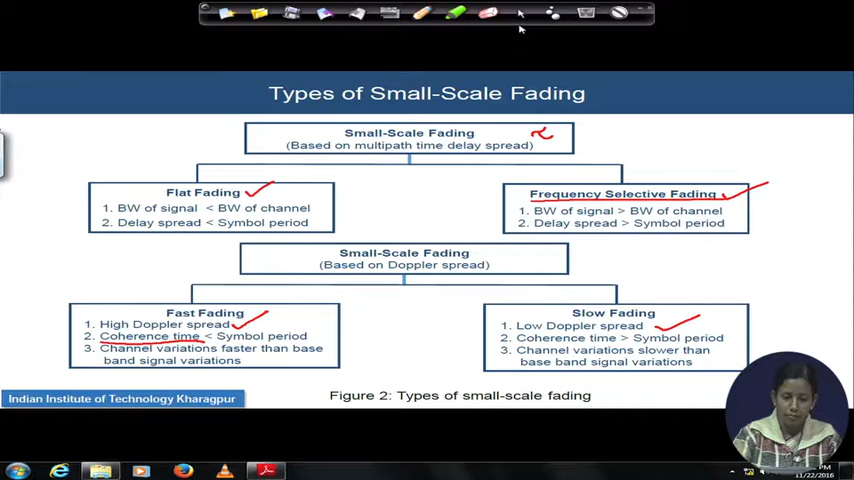 Types of Small-Scale Fading
Small-Scale Fading
(Based on multipath time delay spread)
τ
Flat Fading
1. BW of signal < BW of channel
2. Delay spread < Symbol period
Frequency Selective Fading
1. BW of signal > BW of channel
2. Delay spread > Symbol period
Small-Scale Fading
(Based on Doppler spread)
Fast Fading
1. High Doppler spread
2. Coherence time < Symbol period
3. Channel variations faster than base
band signal variations
Slow Fading
1. Low Doppler spread
2. Coherence time > Symbol period
3. Channel variations slower than
base band signal variations
Figure 2: Types of small-scale fading
Indian Institute of Technology Kharagpur
PM
11/22/2016